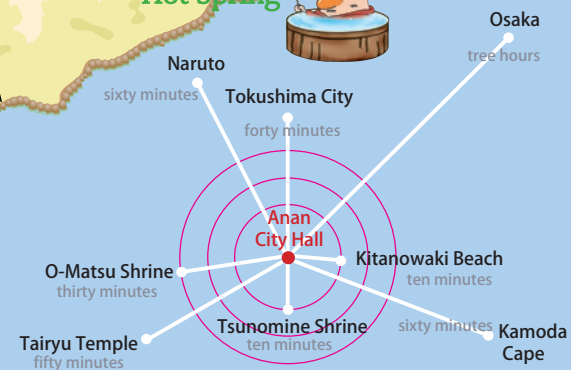 Hot Spring
Osaka
tree hours
Naruto
sixty minutes
Tokushima City
forty minutes
Anan
City Hall
Kitanowaki Beach
ten minutes
O-Matsu Shrine
thirty minutes
Tsunomine Shrine
ten minutes
sixty minutes
Kamoda
Cape
Tairyu Temple
fifty minutes